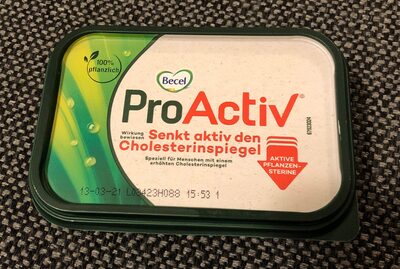 100%
pflanzlich
Becel
ProActiv
Wirkung
bewiesen
Senkt aktiv den
Cholesterinspiegel
Speziell für Menschen mit einem
erhöhten Cholesterinspiegel
AKTIVE
PFLANZEN-
STERINE
13-03-21 L03423H088 15:53 1